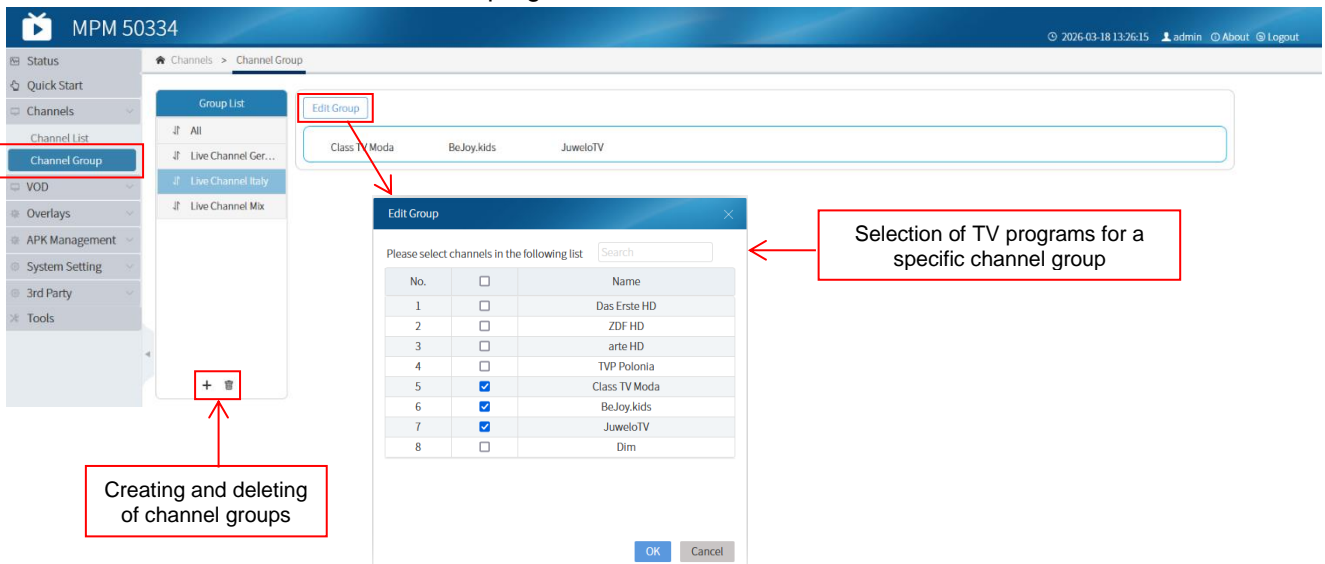 MPM 50334
2026-03-18 13:26:15 admin About Logout
Status
Quick Start
Channels
Channel List
Channel Group
VOD
Overlays
APK Management
System Setting
3rd Party
Tools
Channels > Channel Group
Group List
All
Live Channel Ger...
Live Channel Italy
Live Channel Mix
Edit Group
Class TV Moda BeJoy.kids JuweloTV
Edit Group
Please select channels in the following list Search
No. Name
1 Das Erste HD
2 ZDF HD
3 arte HD
4 TVP Polonia
5 Class TV Moda
6 BeJoy.kids
7 JuweloTV
8 Dim
OK Cancel
Selection of TV programs for a
specific channel group
Creating and deleting
of channel groups